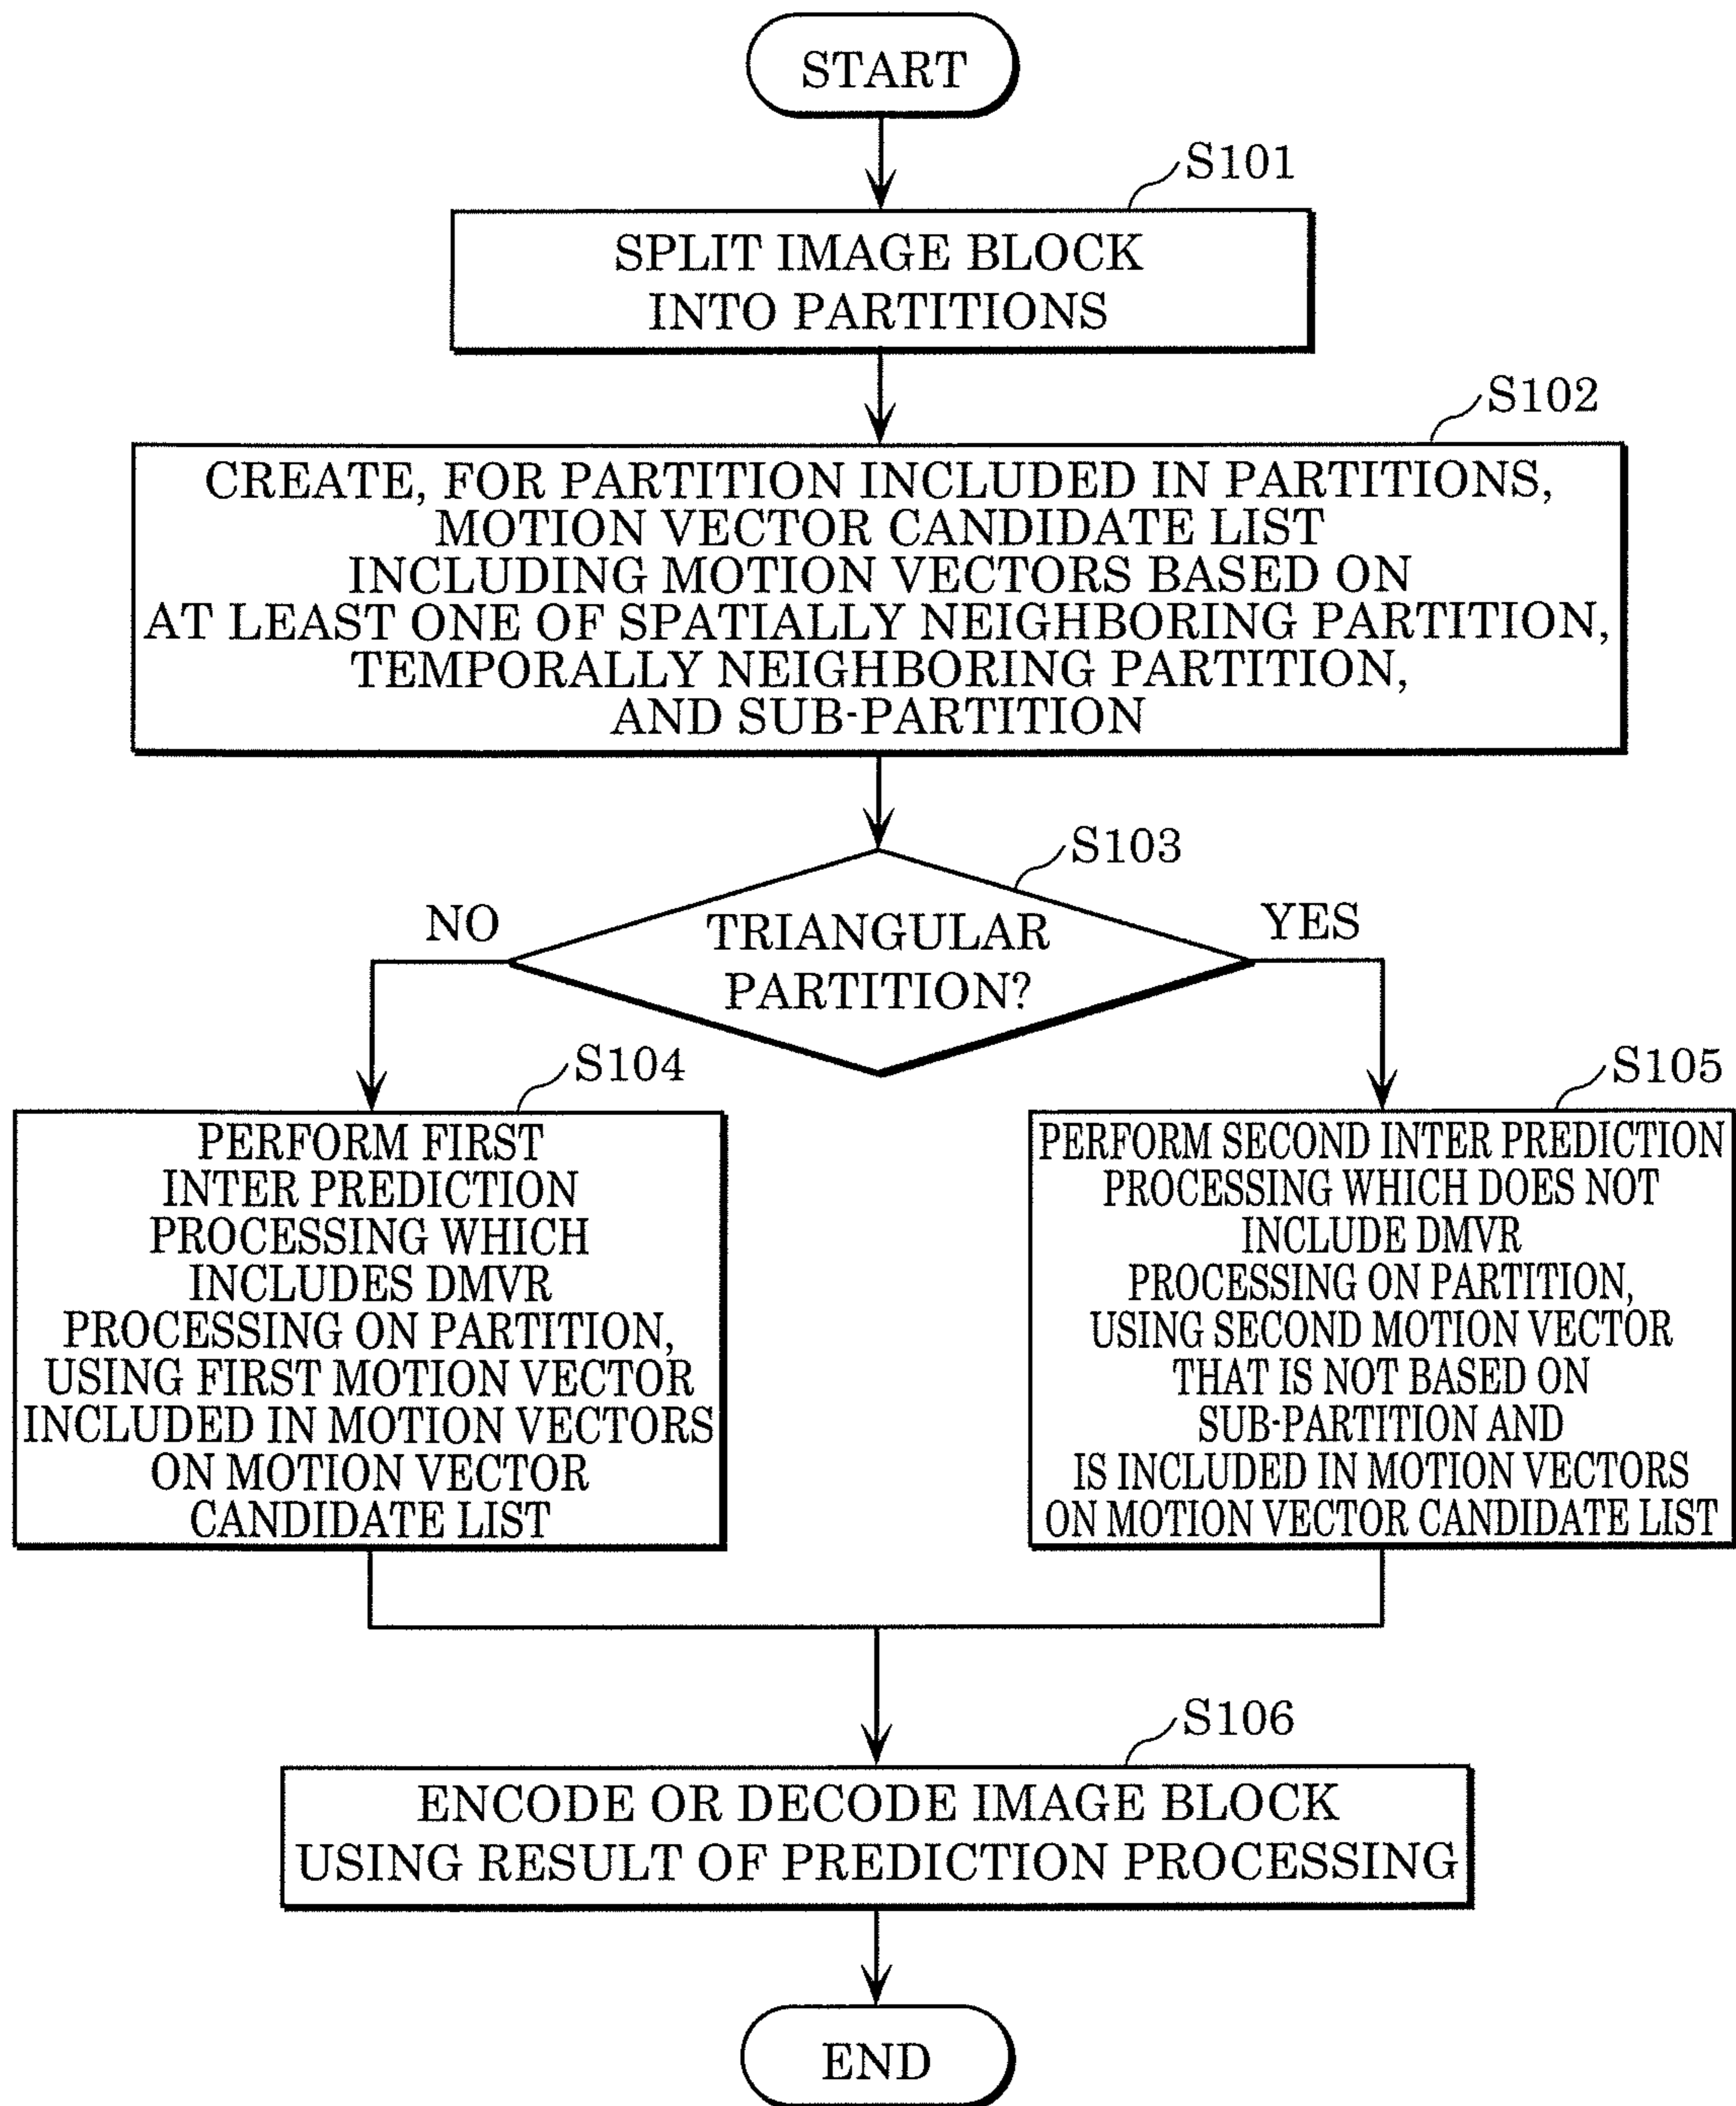 START
S101
SPLIT IMAGE BLOCK
INTO PARTITIONS
S102
CREATE, FOR PARTITION INCLUDED IN PARTITIONS,
MOTION VECTOR CANDIDATE LIST
INCLUDING MOTION VECTORS BASED ON
AT LEAST ONE OF SPATIALLY NEIGHBORING PARTITION,
TEMPORALLY NEIGHBORING PARTITION,
AND SUB-PARTITION
S103
TRIANGULAR
PARTITION?
NO
YES
S104
PERFORM FIRST
INTER PREDICTION
PROCESSING WHICH
INCLUDES DMVR
PROCESSING ON PARTITION,
USING FIRST MOTION VECTOR
INCLUDED IN MOTION VECTORS
ON MOTION VECTOR
CANDIDATE LIST
S105
PERFORM SECOND INTER PREDICTION
PROCESSING WHICH DOES NOT
INCLUDE DMVR
PROCESSING ON PARTITION,
USING SECOND MOTION VECTOR
THAT IS NOT BASED ON
SUB-PARTITION AND
IS INCLUDED IN MOTION VECTORS
ON MOTION VECTOR CANDIDATE LIST
S106
ENCODE OR DECODE IMAGE BLOCK
USING RESULT OF PREDICTION PROCESSING
END